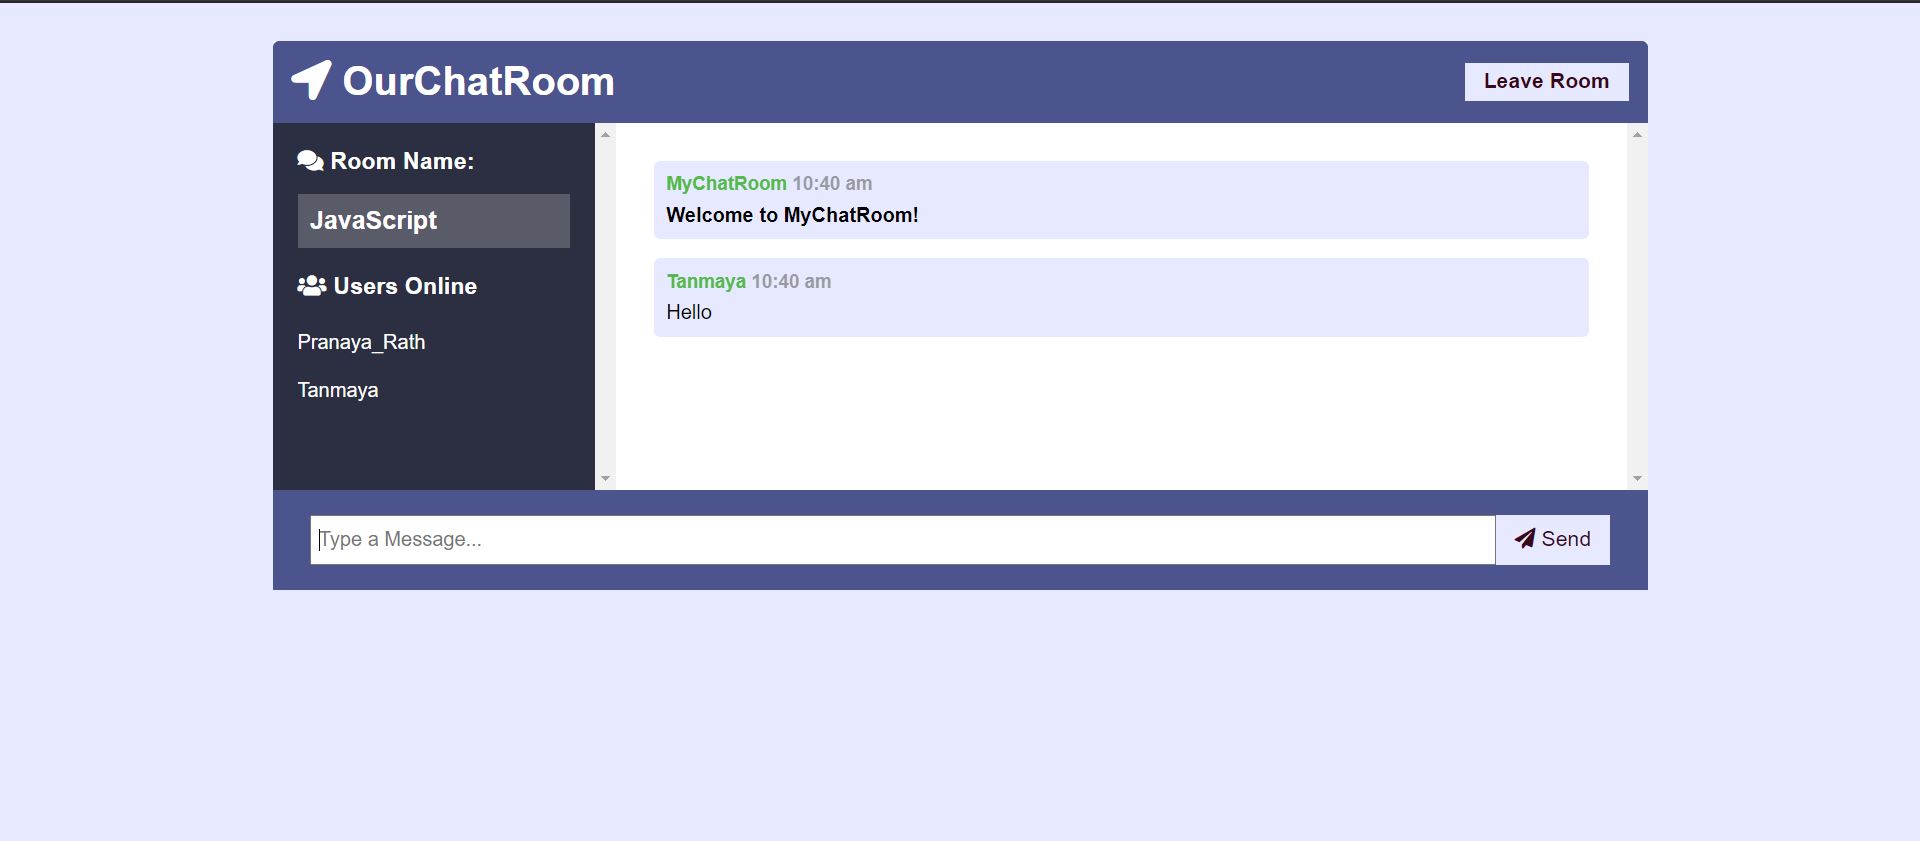 OurChatRoom
Leave Room
Room Name:
JavaScript
Users Online
Pranaya_Rath
Tanmaya
MyChatRoom 10:40 am
Welcome to MyChatRoom!
Tanmaya 10:40 am
Hello
Type a Message...
Send